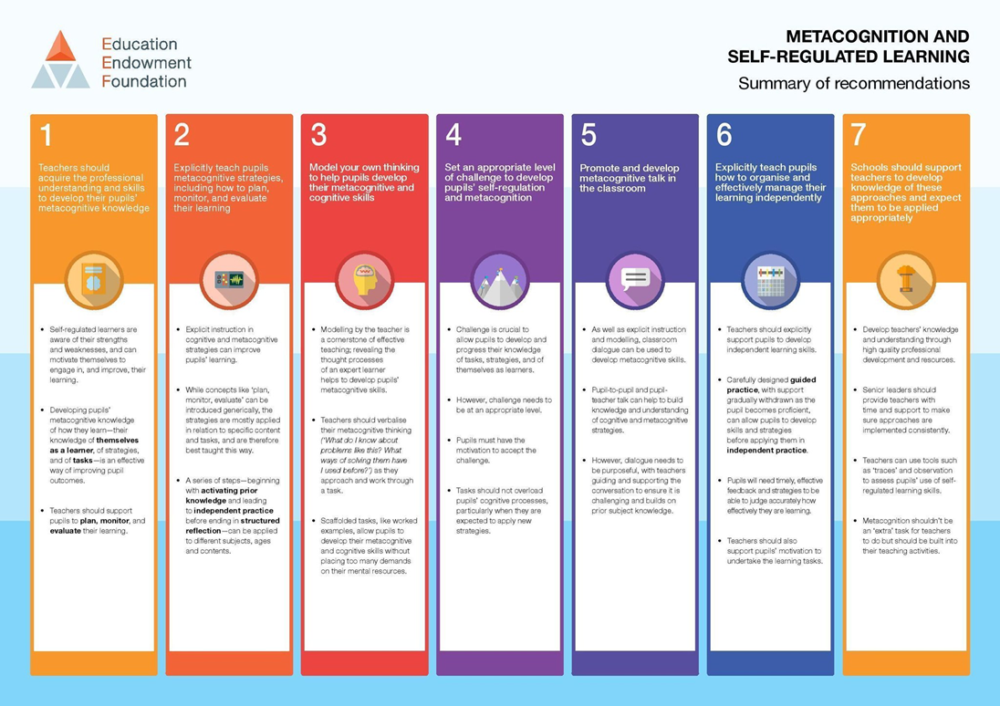 Education
Endowment
Foundation
METACOGNITION AND
SELF-REGULATED LEARNING
Summary of recommendations
1
Teachers should
acquire the professional
understanding and skills
to develop their pupils'
metacognitive knowledge
• Self-regulated learners are
aware of their strengths
and weaknesses, and can
motivate themselves to
engage in, and improve, their
learning.
• Developing pupils'
metacognitive knowledge
of how they learn—their
knowledge of themselves
as a learner, of strategies,
and of tasks—is an effective
way of improving pupil
outcomes.
• Teachers should support
pupils to plan, monitor, and
evaluate their learning.
2
Explicitly teach pupils
metacognitive strategies,
including how to plan,
monitor, and evaluate
their learning
• Explicit instruction in
cognitive and metacognitive
strategies can improve
pupils' learning.
• While concepts like 'plan,
monitor, evaluate' can be
introduced generically, the
strategies are mostly applied
in relation to specific content
and tasks, and are therefore
best taught this way.
• A series of steps—beginning
with activating prior
knowledge and leading
to independent practice
before ending in structured
reflection—can be applied
to different subjects, ages
and contents.
3
Model your own thinking
to help pupils develop
their metacognitive and
cognitive skills
• Modelling by the teacher is
a cornerstone of effective
teaching; revealing the
thought processes
of an expert learner
helps to develop pupils'
metacognitive skills.
• Teachers should verbalise
their metacognitive thinking
('What do I know about
problems like this? What
ways of solving them have
I used before?') as they
approach and work through
a task.
• Scaffolded tasks, like worked
examples, allow pupils to
develop their metacognitive
and cognitive skills without
placing too many demands
on their mental resources.
4
Set an appropriate level
of challenge to develop
pupils' self-regulation
and metacognition
• Challenge is crucial to
allow pupils to develop and
progress their knowledge
of tasks, strategies, and of
themselves as learners.
• However, challenge needs to
be at an appropriate level.
• Pupils must have the
motivation to accept the
challenge.
• Tasks should not overload
pupils' cognitive processes,
particularly when they are
expected to apply new
strategies.
5
Promote and develop
metacognitive talk in
the classroom
• As well as explicit instruction
and modelling, classroom
dialogue can be used to
develop metacognitive skills.
• Pupil-to-pupil and pupil-
teacher talk can help to build
knowledge and understanding
of cognitive and metacognitive
strategies.
• However, dialogue needs to
be purposeful, with teachers
guiding and supporting the
conversation to ensure it is
challenging and builds on
prior subject knowledge.
6
Explicitly teach pupils
how to organise and
effectively manage their
learning independently
• Teachers should explicitly
support pupils to develop
independent learning skills.
• Carefully designed guided
practice, with support
gradually withdrawn as the
pupil becomes proficient,
can allow pupils to develop
skills and strategies
before applying them in
independent practice.
• Pupils will need timely, effective
feedback and strategies to be
able to judge accurately how
effectively they are learning.
• Teachers should also
support pupils' motivation to
undertake the learning tasks.
7
Schools should support
teachers to develop
knowledge of these
approaches and expect
them to be applied
appropriately
• Develop teachers' knowledge
and understanding through
high quality professional
development and resources.
• Senior leaders should
provide teachers with
time and support to make
sure approaches are
implemented consistently.
• Teachers can use tools such
as 'traces' and observation
to assess pupils' use of self-
regulated learning skills.
• Metacognition shouldn't be
an 'extra' task for teachers
to do but should be built into
their teaching activities.